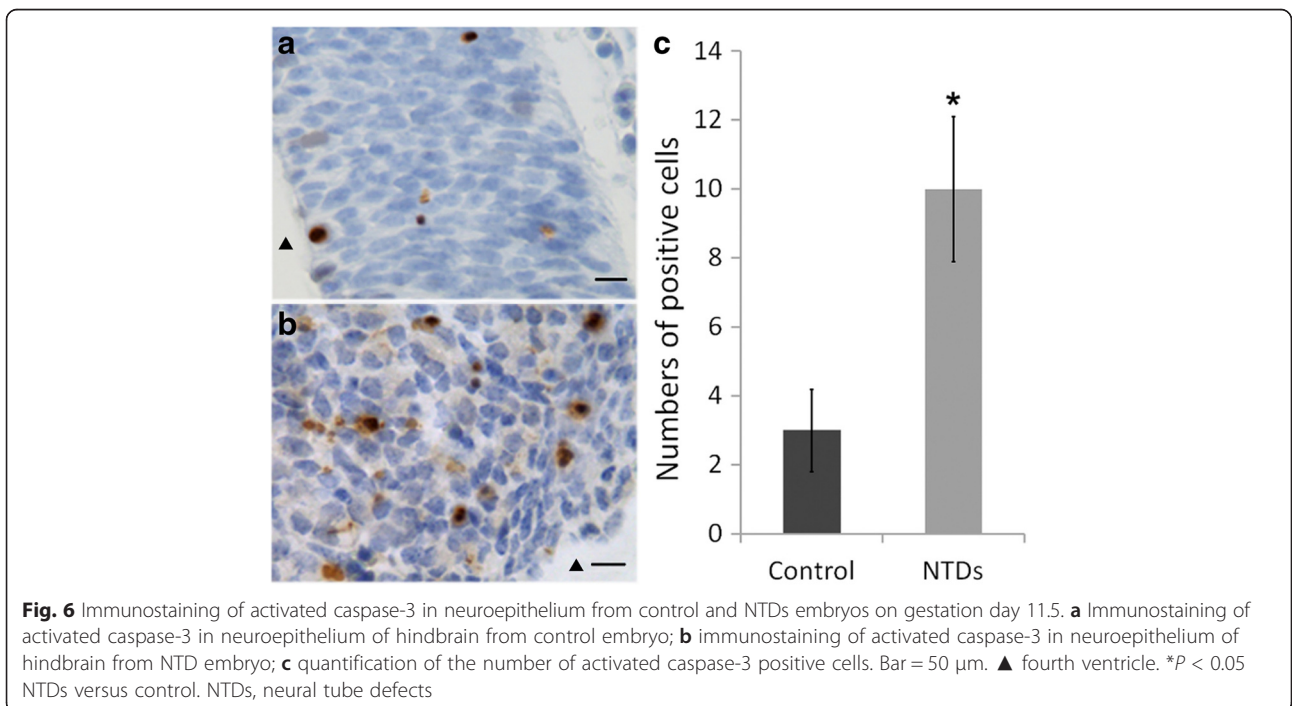 a
b
c
14
12
10
8
6
4
2
0
Numbers of positive cells
*
Control
NTDs
Fig. 6 Immunostaining of activated caspase-3 in neuroepithelium from control and NTDs embryos on gestation day 11.5. a Immunostaining of
activated caspase-3 in neuroepithelium of hindbrain from control embryo; b immunostaining of activated caspase-3 in neuroepithelium of
hindbrain from NTD embryo; c quantification of the number of activated caspase-3 positive cells. Bar = 50 μm. ▲ fourth ventricle. *P < 0.05
NTDs versus control. NTDs, neural tube defects